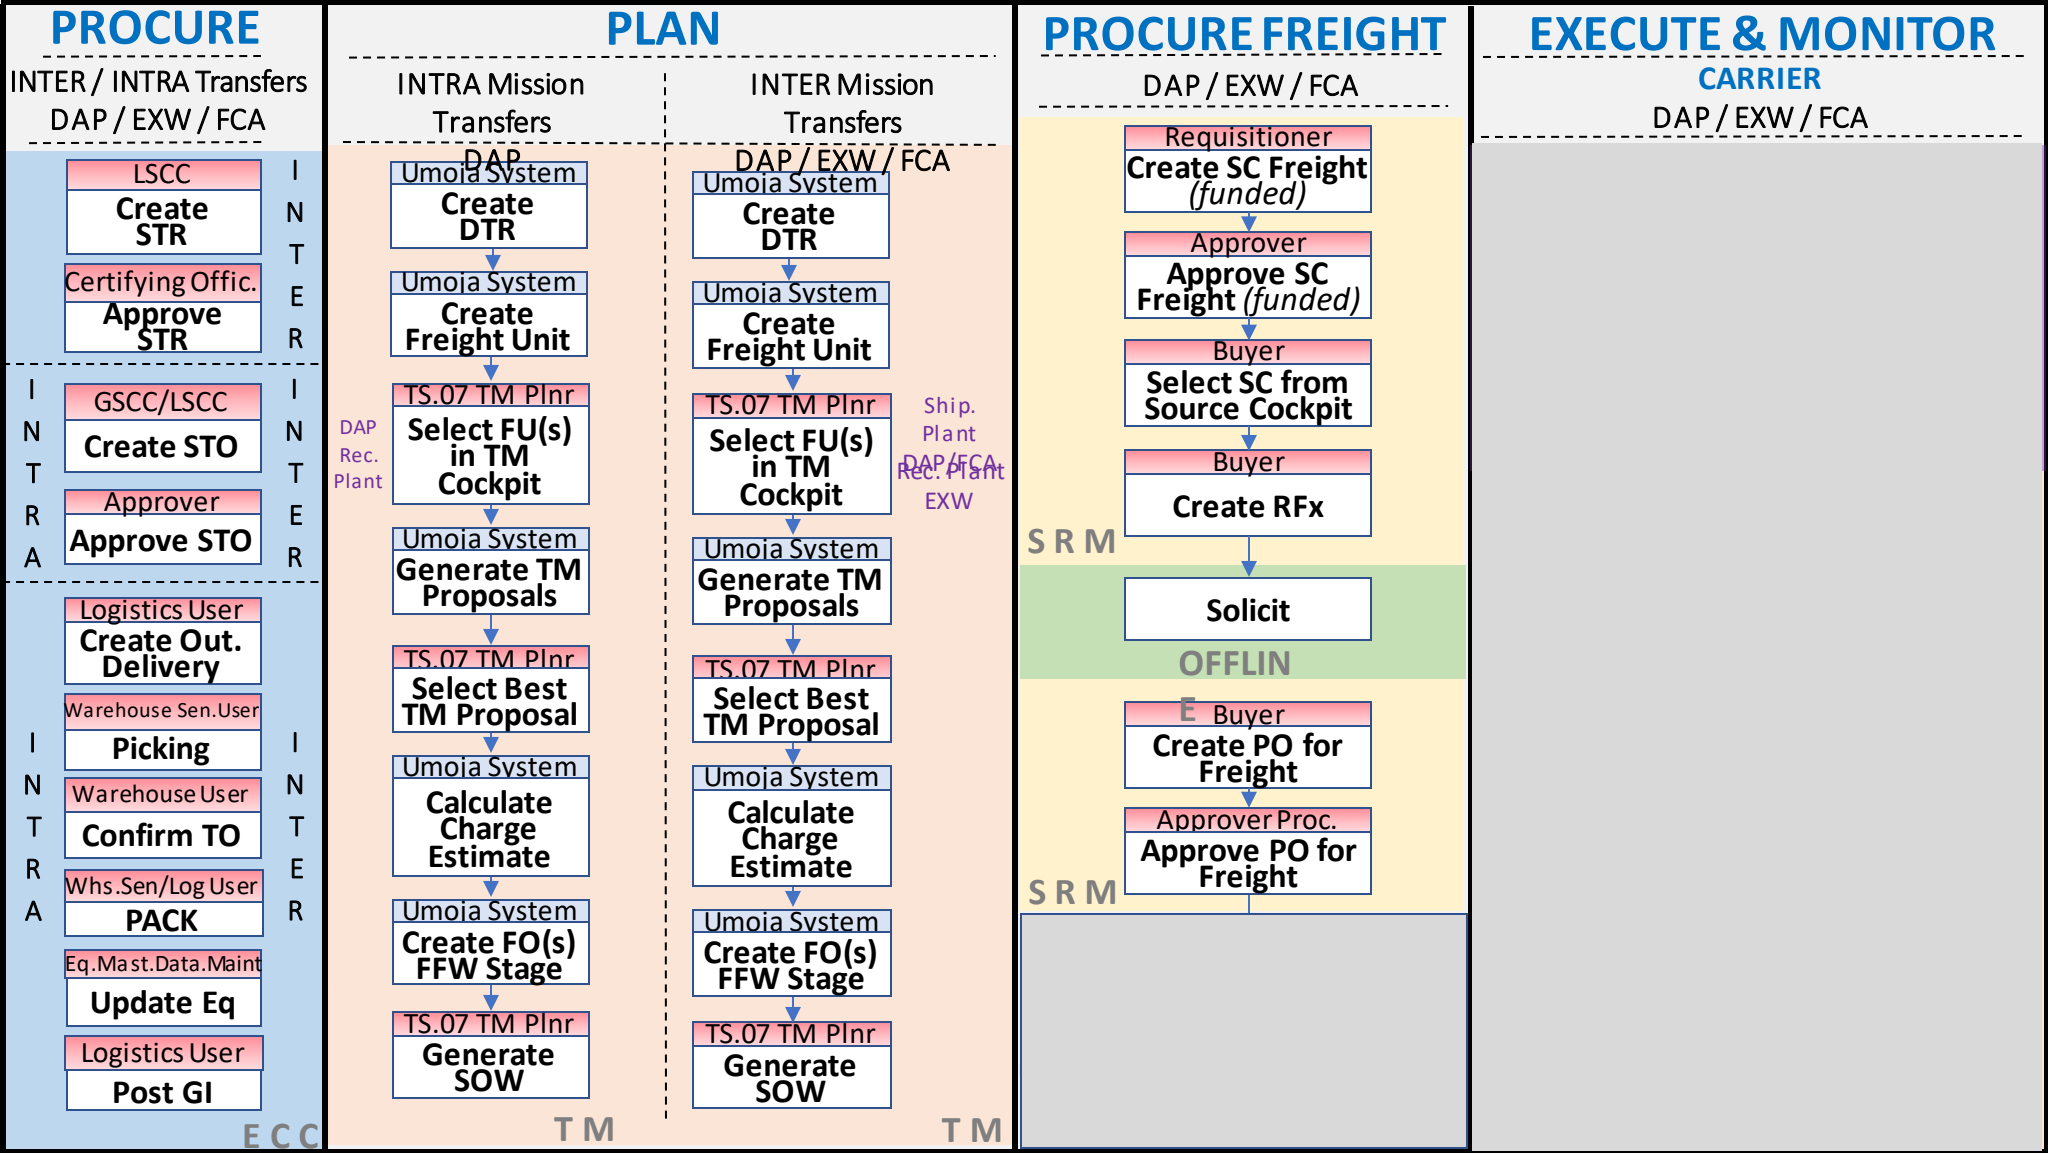 PROCURE
INTER / INTRA Transfers
DAP / EXW / FCA
LSCC
Create
STR
Certifying Offic.
Approve
STR
I
N
T
E
R
GSCC/LSCC
Create STO
Approver
Approve STO
I
N
T
R
A
I
N
T
E
R
Logistics User
Create Out.
Delivery
Warehouse Sen.User
Picking
Warehouse User
Confirm TO
Whs.Sen/Log User
PACK
Eq.Mast.Data.Maint
Update Eq
Logistics User
Post GI
I
N
T
R
A
I
N
T
E
R
E C C
PLAN
INTRA Mission
Transfers
DAP
Umoja System
Create
DTR
Umoja System
Create
Freight Unit
TS.07 TM Plnr
Select FU(s)
in TM
Cockpit
DAP
Rec.
Plant
Umoja System
Generate TM
Proposals
TS.07 TM Plnr
Select Best
TM Proposal
Umoja System
Calculate
Charge
Estimate
Umoja System
Create FO(s)
FFW Stage
TS.07 TM Plnr
Generate
SOW
T M
INTER Mission
Transfers
DAP / EXW / FCA
Umoja System
Create
DTR
Umoja System
Create
Freight Unit
TS.07 TM Plnr
Select FU(s)
in TM
Cockpit
Ship.
Plant
DAP/FCA
Rec. Plant
EXW
Umoja System
Generate TM
Proposals
TS.07 TM Plnr
Select Best
TM Proposal
Umoja System
Calculate
Charge
Estimate
Umoja System
Create FO(s)
FFW Stage
TS.07 TM Plnr
Generate
SOW
T M
PROCURE FREIGHT
DAP / EXW / FCA
Requisitioner
Create SC Freight
(funded)
Approver
Approve SC
Freight (funded)
Buyer
Select SC from
Source Cockpit
Buyer
Create RFx
S R M
Solicit
OFFLIN
E
Buyer
Create PO for
Freight
Approver Proc.
Approve PO for
Freight
S R M
EXECUTE & MONITOR
CARRIER
DAP / EXW / FCA